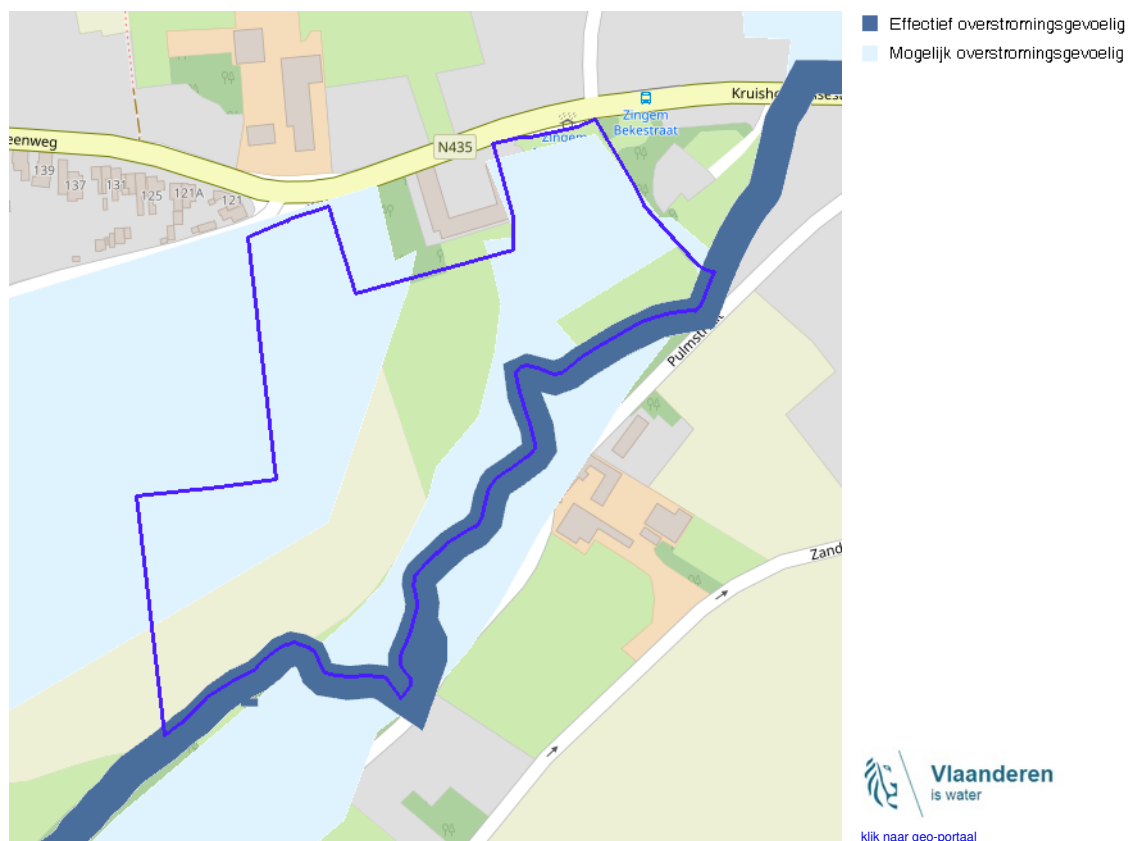 Effectief overstromingsgevoelig
Mogelijk overstromingsgevoelig
Zingem
Bekestraat
Zingem
N435
eenweg
139
137
131
125
121A
121
Pulmstraat
Zand
Vlaanderen
is water
klik naar geo-portaal